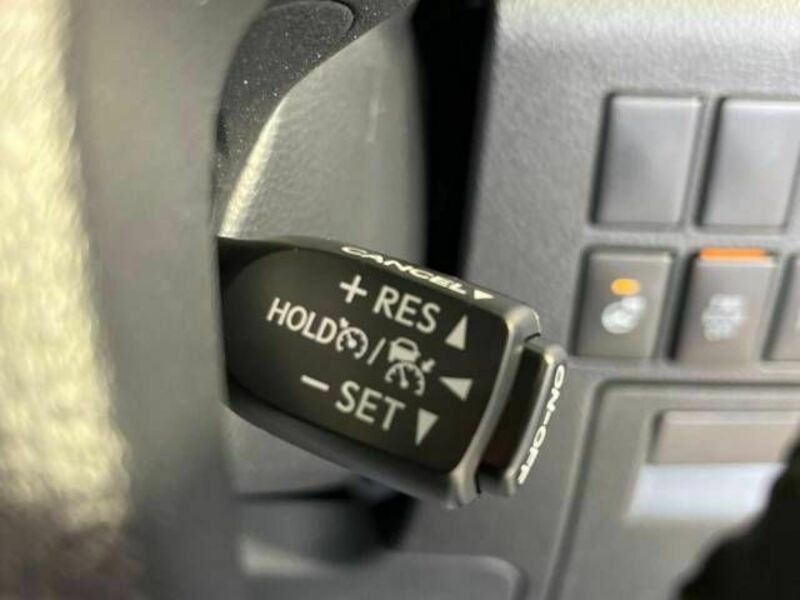 CANCEL
+ RES
HOLD /
- SET
ON-OFF